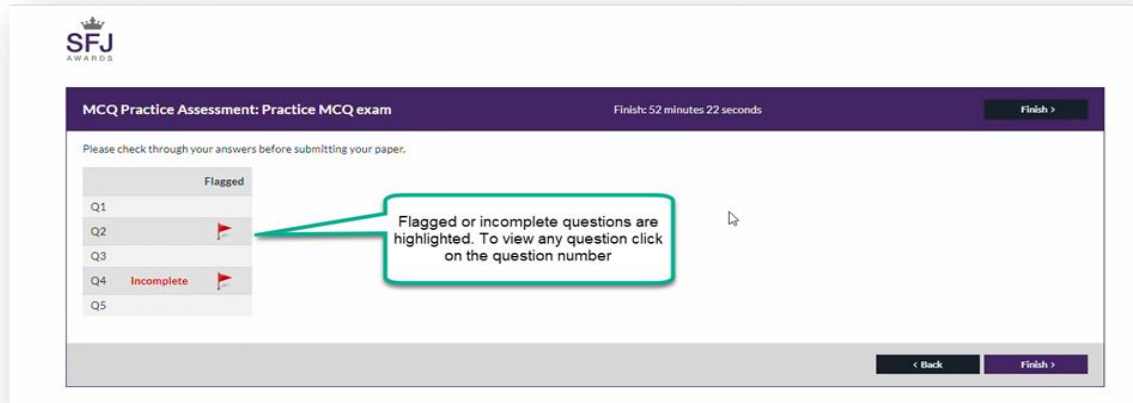 SFJ
AWARDS
MCQ Practice Assessment: Practice MCQ exam
Finish: 52 minutes 22 seconds
Finish >
Please check through your answers before submitting your paper.
Flagged
Q1
Q2
Q3
Q4 Incomplete
Q5
Flagged or incomplete questions are
highlighted. To view any question click
on the question number
< Back
Finish >